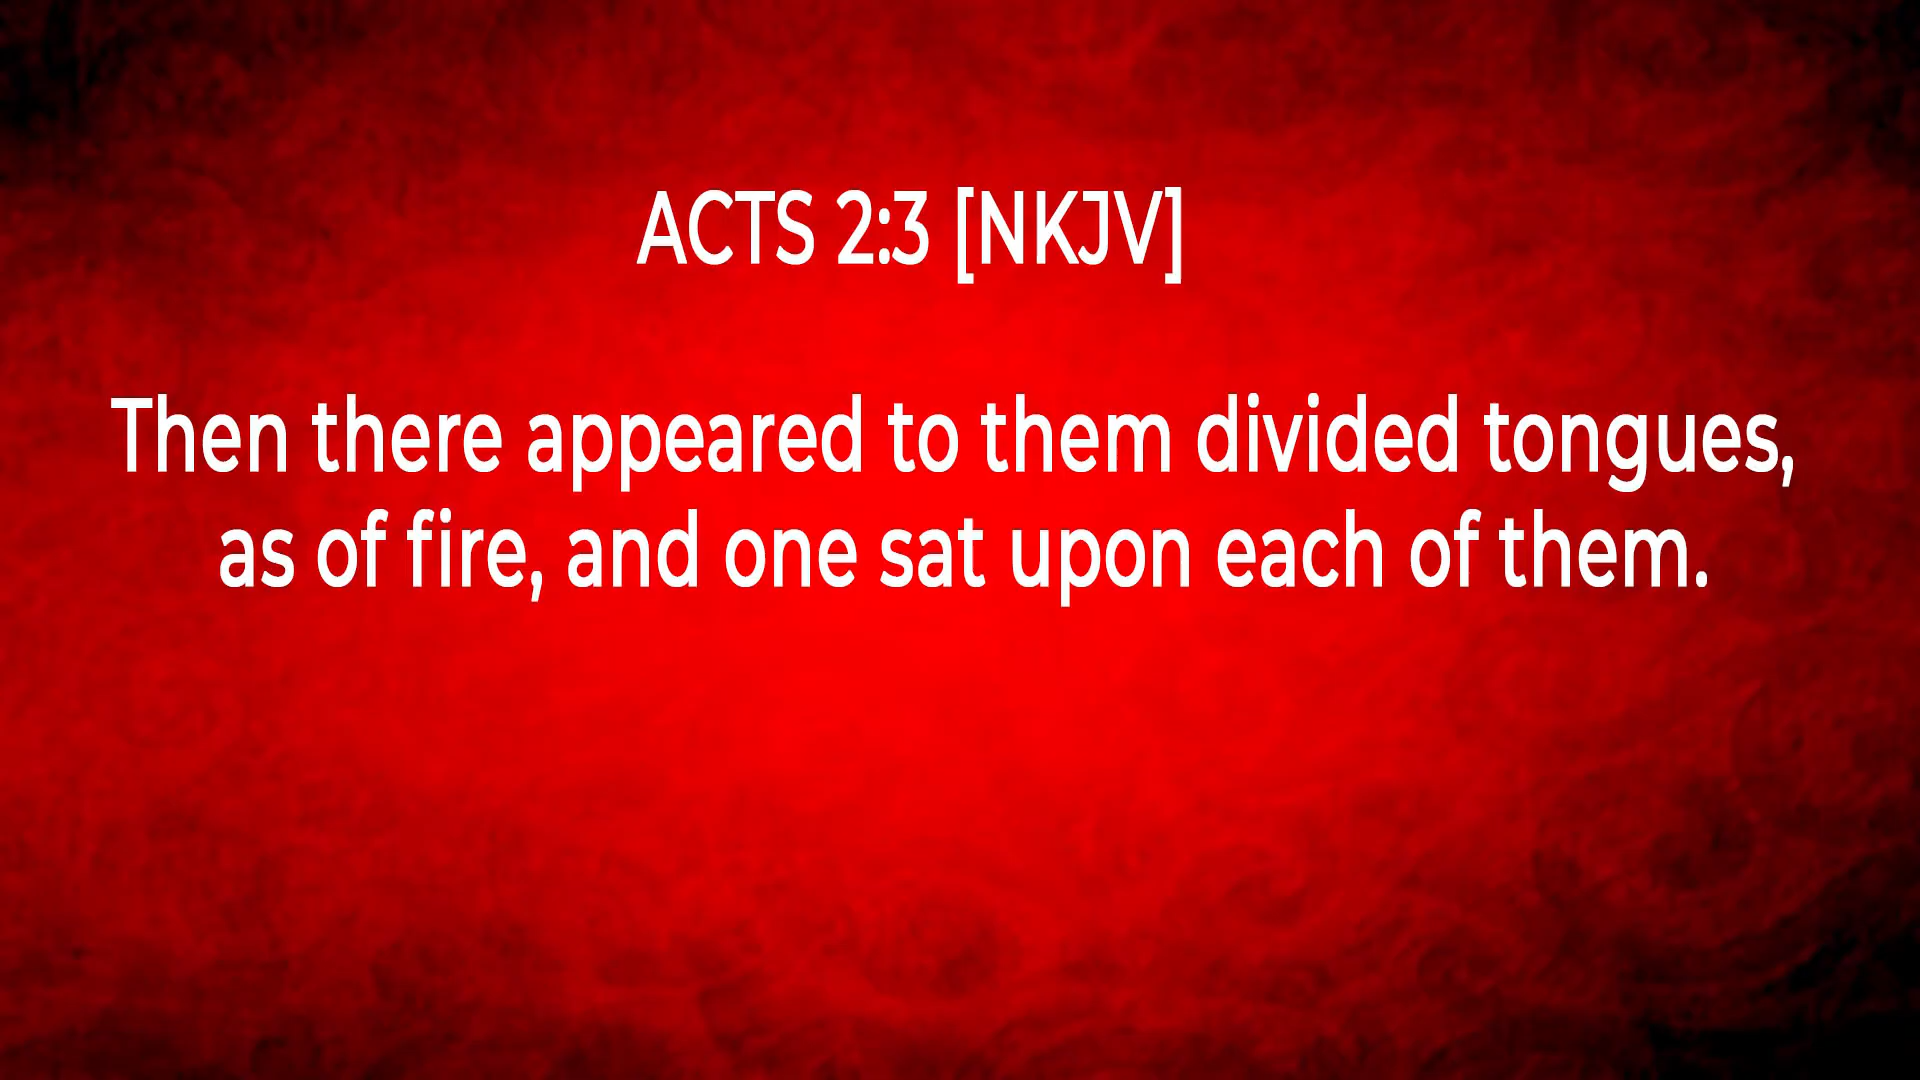 ACTS 2:3 [NKJV]
Then there appeared to them divided tongues,
as of fire, and one sat upon each of them.